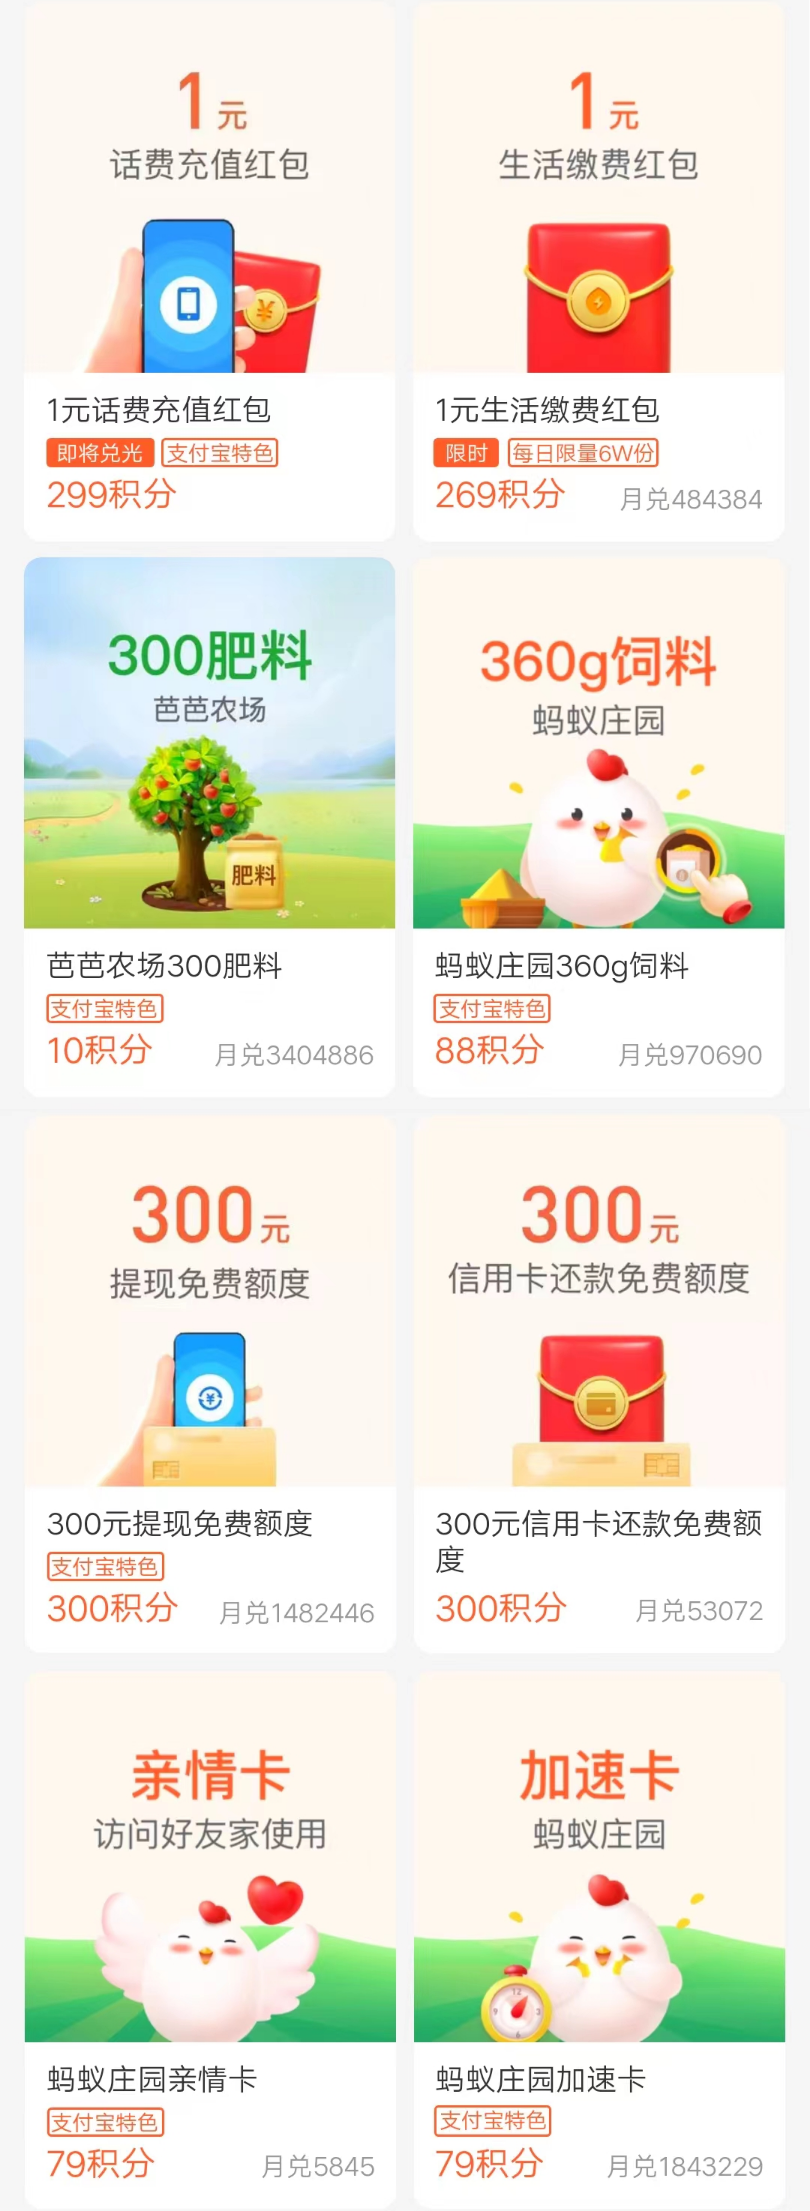 1元
话费充值红包
1元话费充值红包
即将兑光 支付宝特色
299积分
1元
生活缴费红包
1元生活缴费红包
限时 每日限量6W份
269积分 月兑484384
300肥料
芭芭农场
肥料
芭芭农场300肥料
支付宝特色
10积分 月兑3404886
360g饲料
蚂蚁庄园
蚂蚁庄园360g饲料
支付宝特色
88积分 月兑970690
300元
提现免费额度
300元提现免费额度
支付宝特色
300积分 月兑1482446
300元
信用卡还款免费额度
300元信用卡还款免费额
度
300积分 月兑53072
亲情卡
访问好友家使用
蚂蚁庄园亲情卡
支付宝特色
79积分 月兑5845
加速卡
蚂蚁庄园
12
9 3
6
蚂蚁庄园加速卡
支付宝特色
79积分 月兑1843229